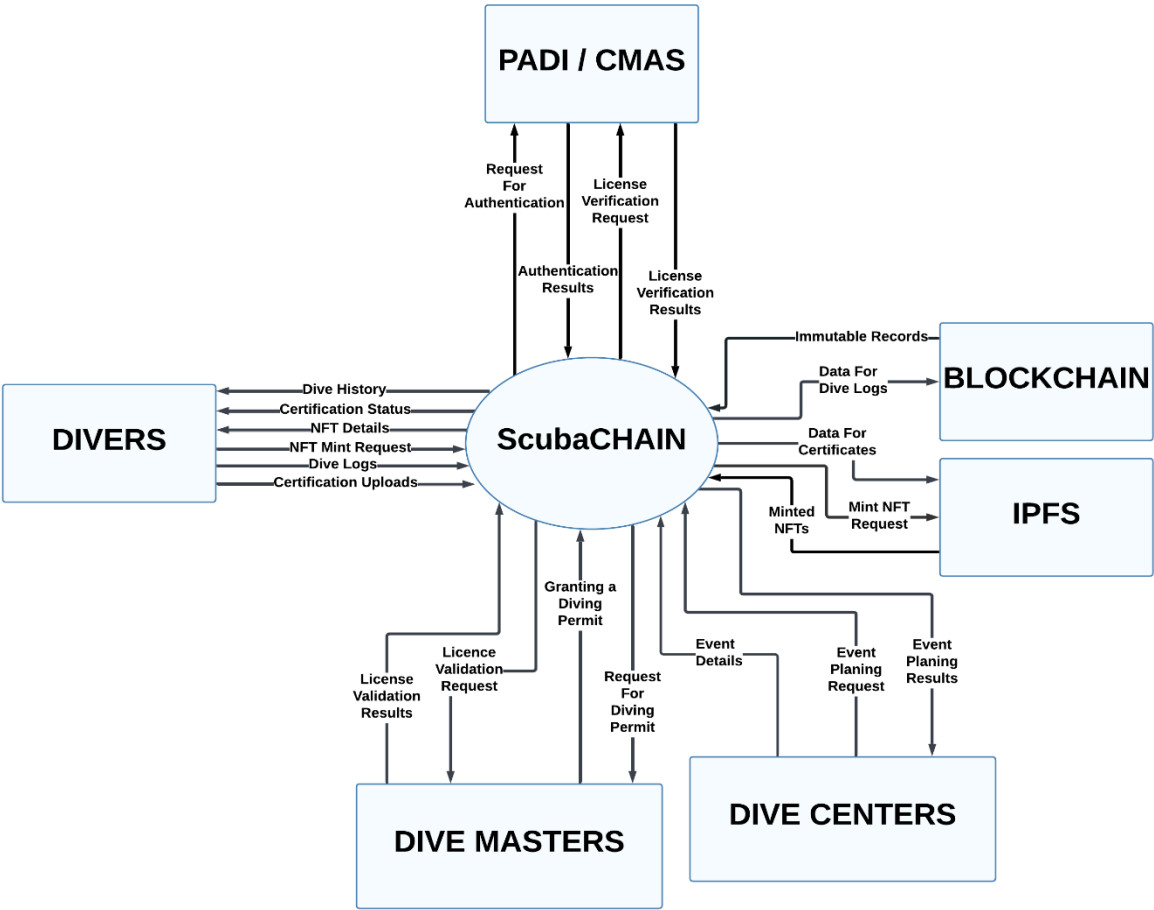 PADI / CMAS
Request
For
Authentication
License
Verification
Request
Authentication
Results
License
Verification
Results
Immutable Records
BLOCKCHAIN
Data For
Dive Logs
DIVERS
Dive History
Certification Status
NFT Details
NFT Mint Request
Dive Logs
Certification Uploads
ScubaCHAIN
Data For
Certificates
IPFS
Mint NFT
Request
Minted
NFTs
Granting a
Diving
Permit
License
Validation
Results
Licence
Validation
Request
Request
For
Diving
Permit
Event
Details
Event
Planing
Request
Event
Planing
Results
DIVE MASTERS
DIVE CENTERS